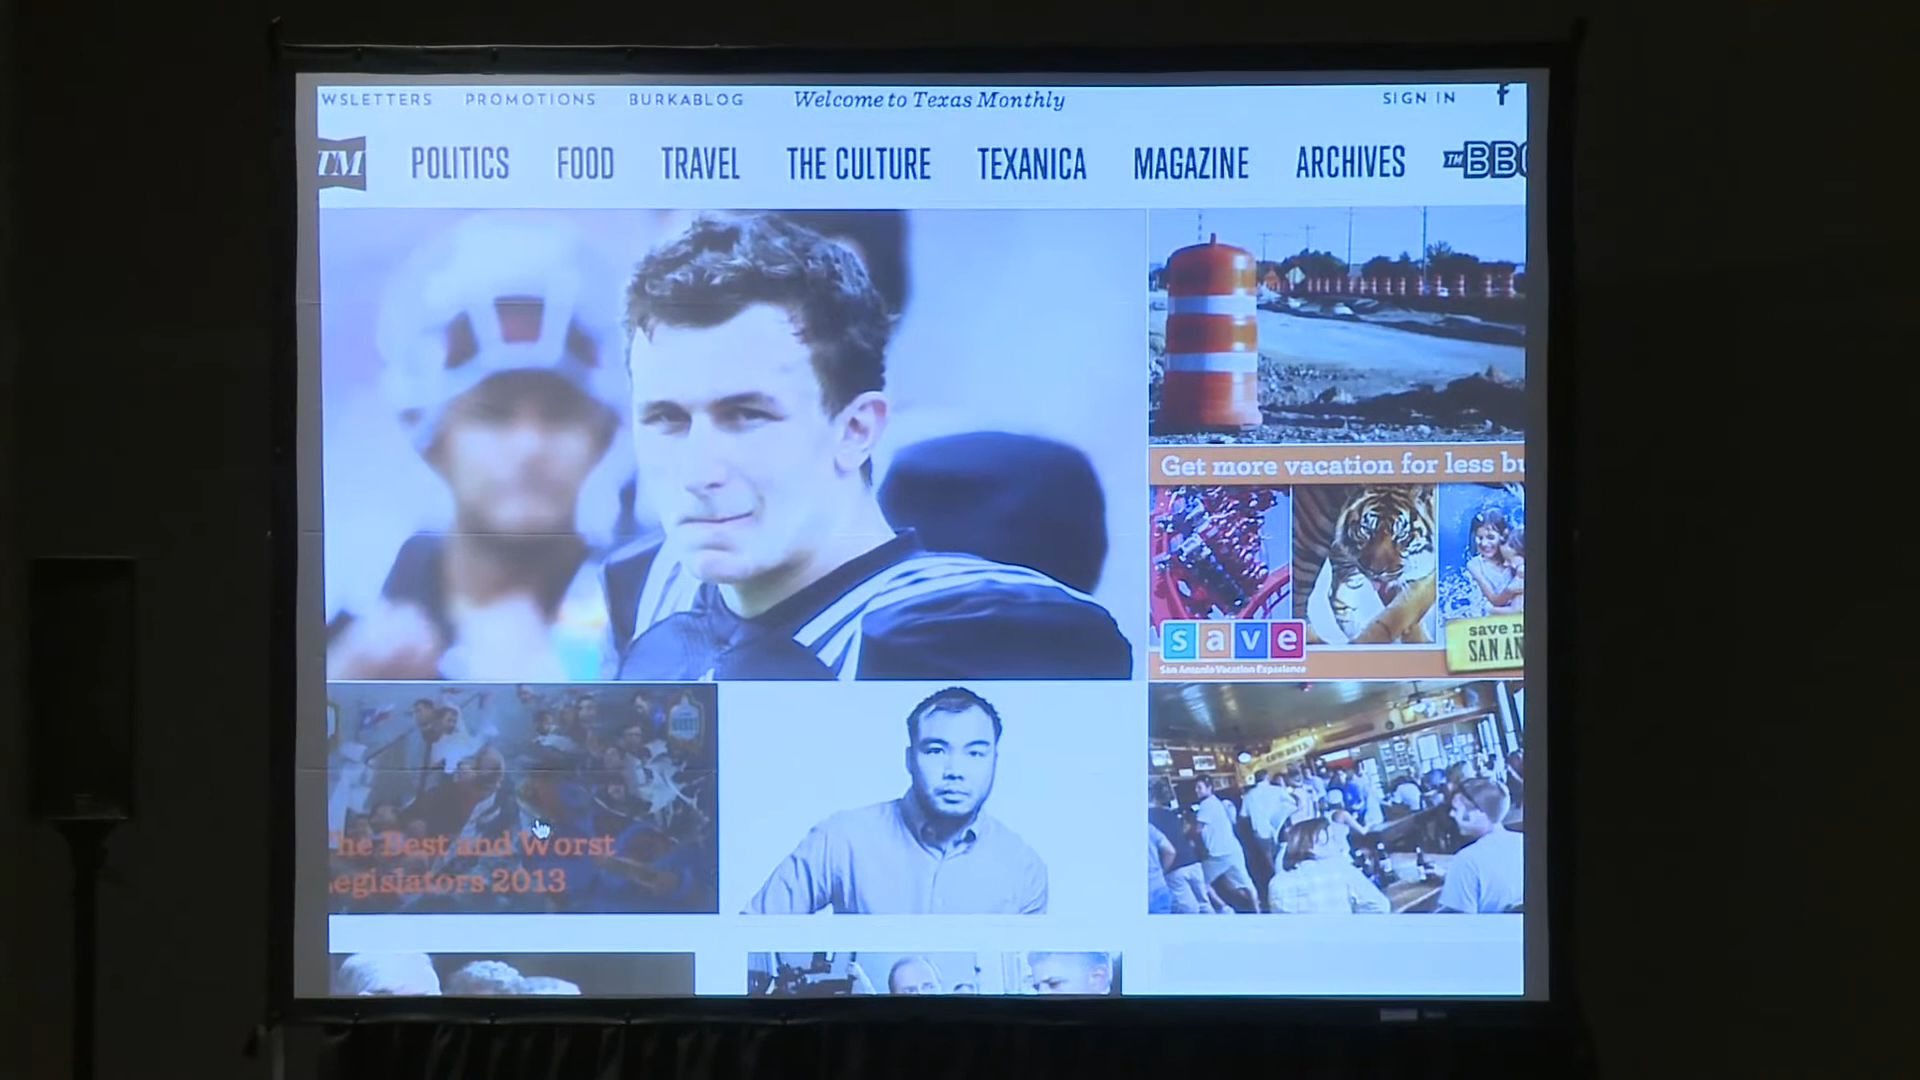 WSLETTERS PROMOTIONS BURKABLOG Welcome to Texas Monthly SIGN IN f
TM POLITICS FOOD TRAVEL THE CULTURE TEXANICA MAGAZINE ARCHIVES TM BBQ
Get more vacation for less bu
save
San Antonio Vacation Experience
save n
SAN AN
he Best and Worst
egislators 2013